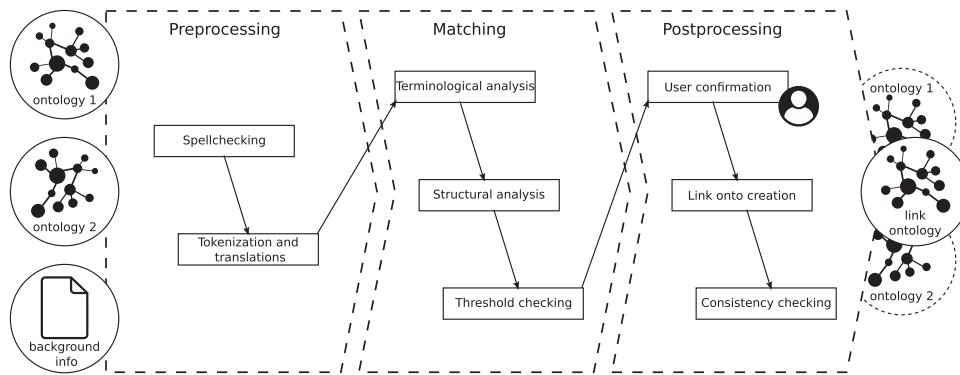 Preprocessing
Matching
Postprocessing
ontology 1
ontology 2
background
info
Spellchecking
Tokenization and
translations
Terminological analysis
Structural analysis
Threshold checking
User confirmation
Link onto creation
Consistency checking
ontology 1
link
ontology
ontology 2